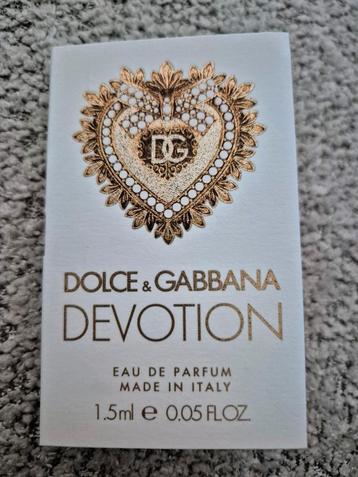 DG
DOLCE & GABBANA
DEVOTION
EAU DE PARFUM
MADE IN ITALY
1.5ml e 0.05 FL.OZ.